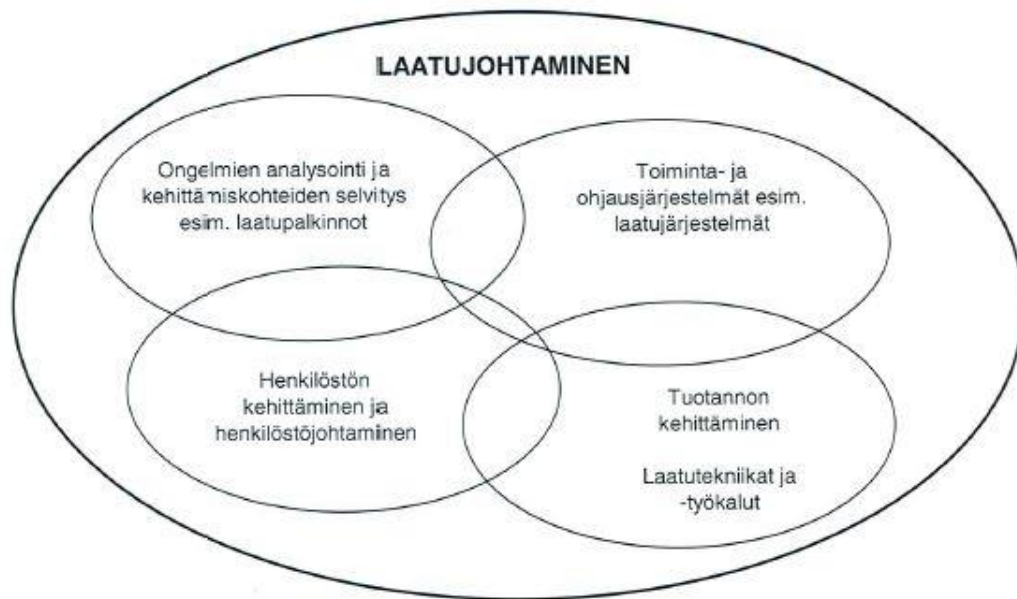 LAATUJOHTAMINEN
Ongelmien analysointi ja
kehittämiskohteiden selvitys
esim. laatupalkinnot
Toiminta- ja
ohjausjärjestelmät esim.
laatujärjestelmät
Henkilöstön
kehittäminen ja
henkilöstöjohtaminen
Tuotannon
kehittäminen
Laatutekniikat ja
-työkalut